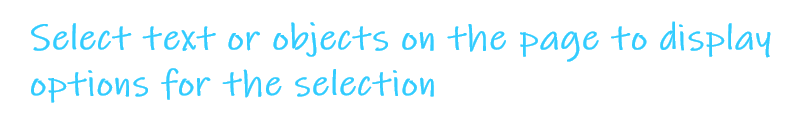 Select text or objects on the page to display
options for the selection